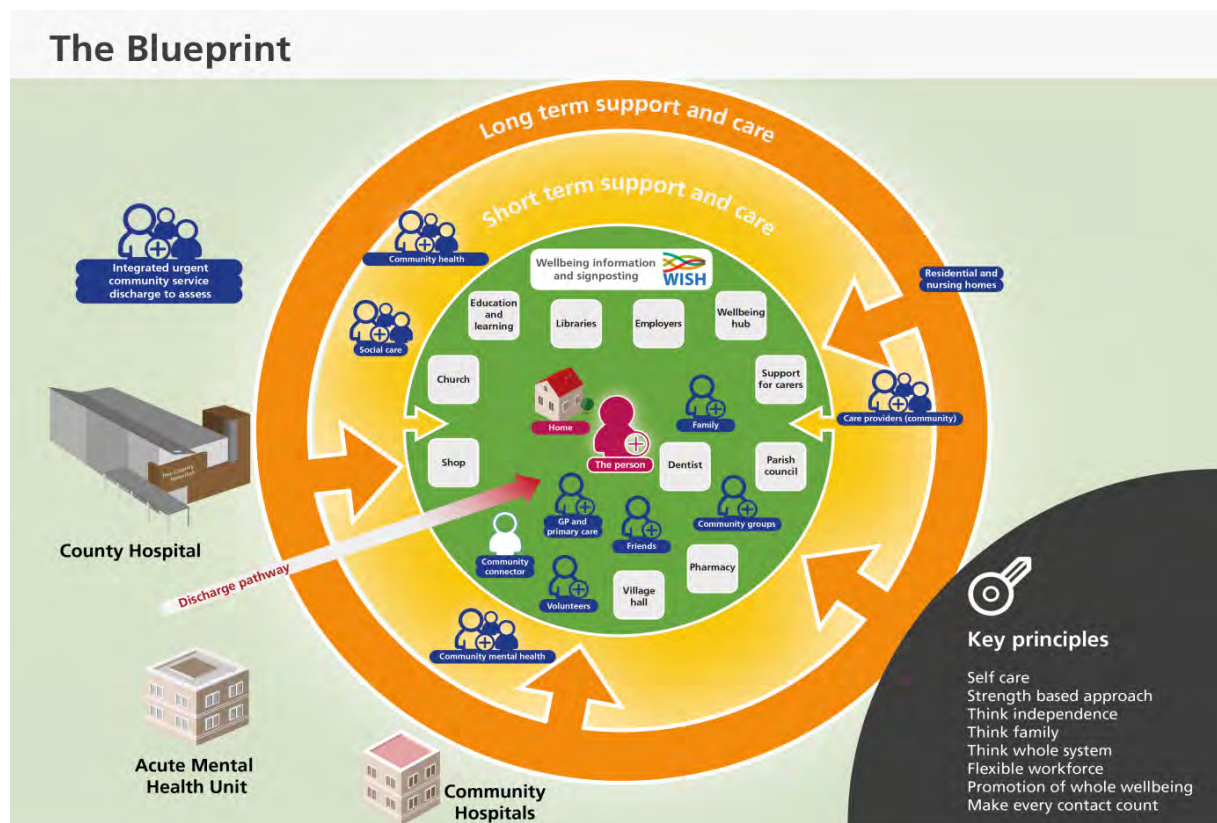 The Blueprint
Long term support and care
Short term support and care
Integrated urgent
community service
discharge to assess
Community health
Social care
Wellbeing information
and signposting
WISH
Residential and
nursing homes
Education
and
learning
Libraries
Employers
Wellbeing
hub
Church
Support
for carers
Care providers (community)
Home
Family
The person
Shop
Dentist
Parish
council
County Hospital
GP and
primary care
Community groups
Friends
Community
connector
Discharge pathway
Volunteers
Village
hall
Pharmacy
Community mental health
Acute Mental
Health Unit
Community
Hospitals
Key principles
Self care
Strength based approach
Think independence
Think family
Think whole system
Flexible workforce
Promotion of whole wellbeing
Make every contact count